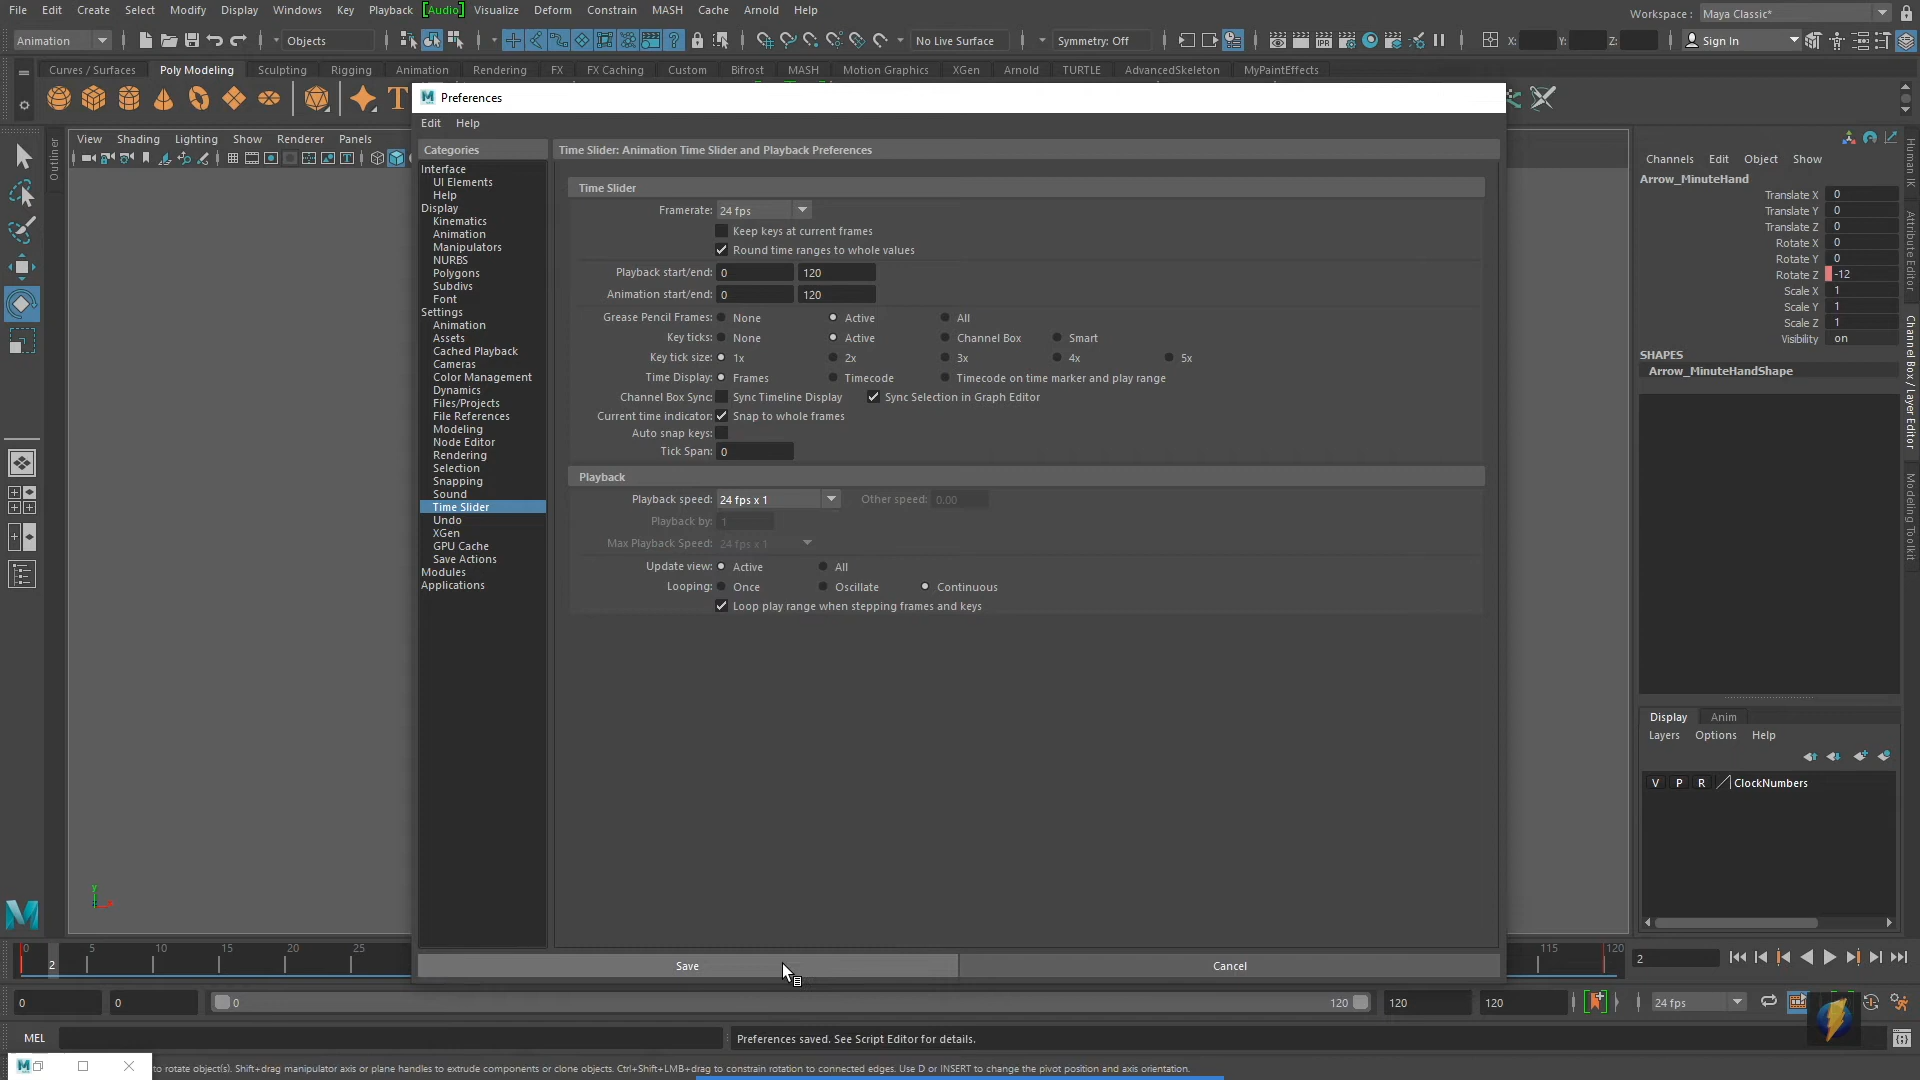 File Edit Create Select Modify Display Windows Key Playback [Audio] Visualize Deform Constrain MASH Cache Arnold Help
Workspace : Maya Classic*
Animation Objects No Live Surface Symmetry: Off X: Y: Z: Sign In
Curves / Surfaces Poly Modeling Sculpting Rigging Animation Rendering FX FX Caching Custom Bifrost MASH Motion Graphics XGen Arnold TURTLE AdvancedSkeleton MyPaintEffects
Preferences
Edit Help
View Shading Lighting Show Renderer Panels
Outliner
Categories
Interface
UI Elements
Help
Display
Kinematics
Animation
Manipulators
NURBS
Polygons
Subdivs
Font
Settings
Animation
Assets
Cached Playback
Cameras
Color Management
Dynamics
Files/Projects
File References
Modeling
Node Editor
Rendering
Selection
Snapping
Sound
Time Slider
Undo
XGen
GPU Cache
Save Actions
Modules
Applications
Time Slider: Animation Time Slider and Playback Preferences
Time Slider
Framerate: 24 fps
Keep keys at current frames
Round time ranges to whole values
Playback start/end: 0 120
Animation start/end: 0 120
Grease Pencil Frames: None Active All
Key ticks: None Active Channel Box Smart
Key tick size: 1x 2x 3x 4x 5x
Time Display: Frames Timecode Timecode on time marker and play range
Channel Box Sync: Sync Timeline Display Sync Selection in Graph Editor
Current time indicator: Snap to whole frames
Auto snap keys:
Tick Span: 0
Playback
Playback speed: 24 fps x 1 Other speed: 0.00
Playback by: 1
Max Playback Speed: 24 fps x 1
Update view: Active All
Looping: Once Oscillate Continuous
Loop play range when stepping frames and keys
Save Cancel
Channels Edit Object Show
Arrow_MinuteHand
Translate X 0
Translate Y 0
Translate Z 0
Rotate X 0
Rotate Y 0
Rotate Z -12
Scale X 1
Scale Y 1
Scale Z 1
Visibility on
SHAPES
Arrow_MinuteHandShape
Human IK
Attribute Editor
Channel Box / Layer Editor
Modeling Toolkit
Display Anim
Layers Options Help
V P R ClockNumbers
y
0 5 10 15 20 25 115 120
2 2
0 0 0 120 120 120 24 fps
MEL Preferences saved. See Script Editor for details.
to rotate object(s). Shift+drag manipulator axis or plane handles to extrude components or clone objects. Ctrl+Shift+LMB+drag to constrain rotation to connected edges. Use D or INSERT to change the pivot position and axis orientation.